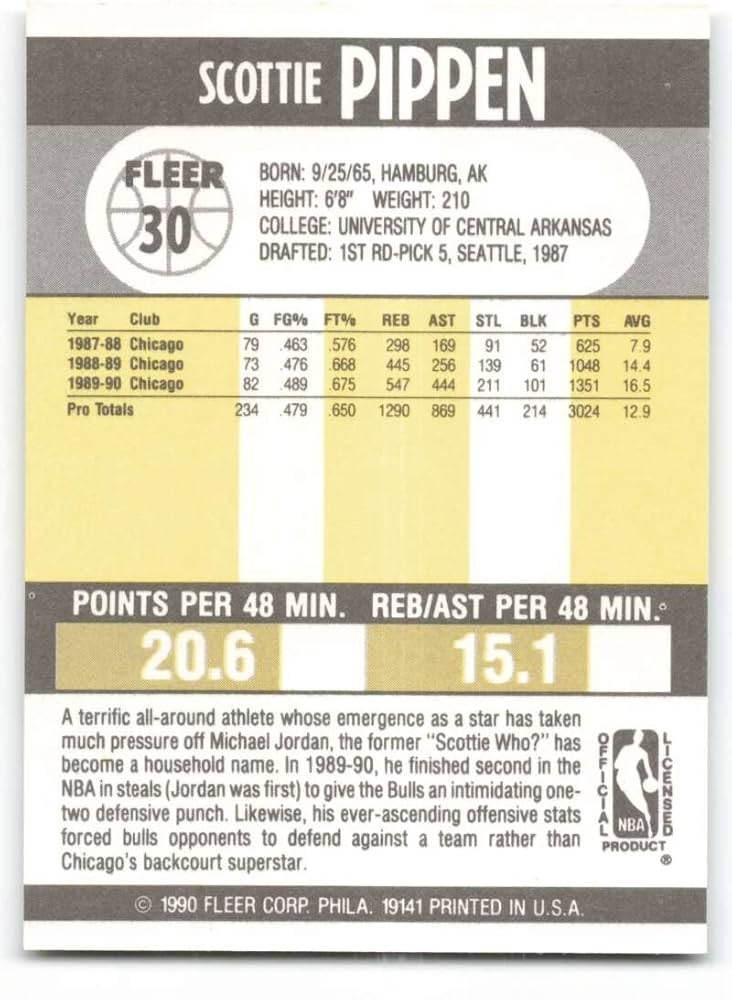 SCOTTIE PIPPEN
FLEER
30
BORN: 9/25/65, HAMBURG, AK
HEIGHT: 6'8" WEIGHT: 210
COLLEGE: UNIVERSITY OF CENTRAL ARKANSAS
DRAFTED: 1ST RD-PICK 5, SEATTLE, 1987
Year Club G FG% FT% REB AST STL BLK PTS AVG
1987-88 Chicago 79 .463 .576 298 169 91 52 625 7.9
1988-89 Chicago 73 .476 .668 445 256 139 61 1048 14.4
1989-90 Chicago 82 .489 .675 547 444 211 101 1351 16.5
Pro Totals 234 .479 .650 1290 869 441 214 3024 12.9
POINTS PER 48 MIN. REB/AST PER 48 MIN.
20.6 15.1
A terrific all-around athlete whose emergence as a star has taken
much pressure off Michael Jordan, the former "Scottie Who?" has
become a household name. In 1989-90, he finished second in the
NBA in steals (Jordan was first) to give the Bulls an intimidating one-
two defensive punch. Likewise, his ever-ascending offensive stats
forced bulls opponents to defend against a team rather than
Chicago's backcourt superstar.
OFFICIAL
NBA
LICENSED
PRODUCT
®
© 1990 FLEER CORP. PHILA. 19141 PRINTED IN U.S.A.